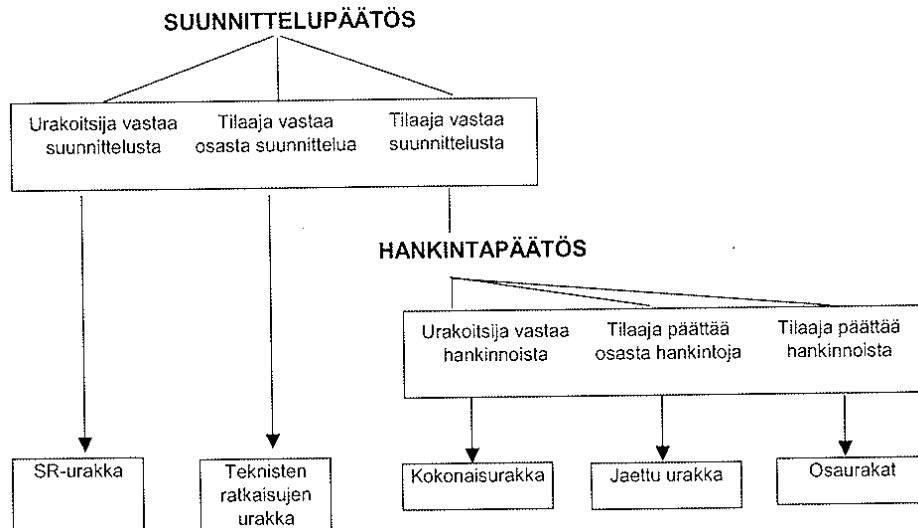 SUUNNITTELUPÄÄTÖS
Urakoitsija vastaa
suunnittelusta
Tilaaja vastaa
osasta suunnittelua
Tilaaja vastaa
suunnittelusta
HANKINTAPÄÄTÖS
Urakoitsija vastaa
hankinnoista
Tilaaja päättää
osasta hankintoja
Tilaaja päättää
hankinnoista
SR-urakka
Teknisten
ratkaisujen
urakka
Kokonaisurakka
Jaettu urakka
Osaurakat